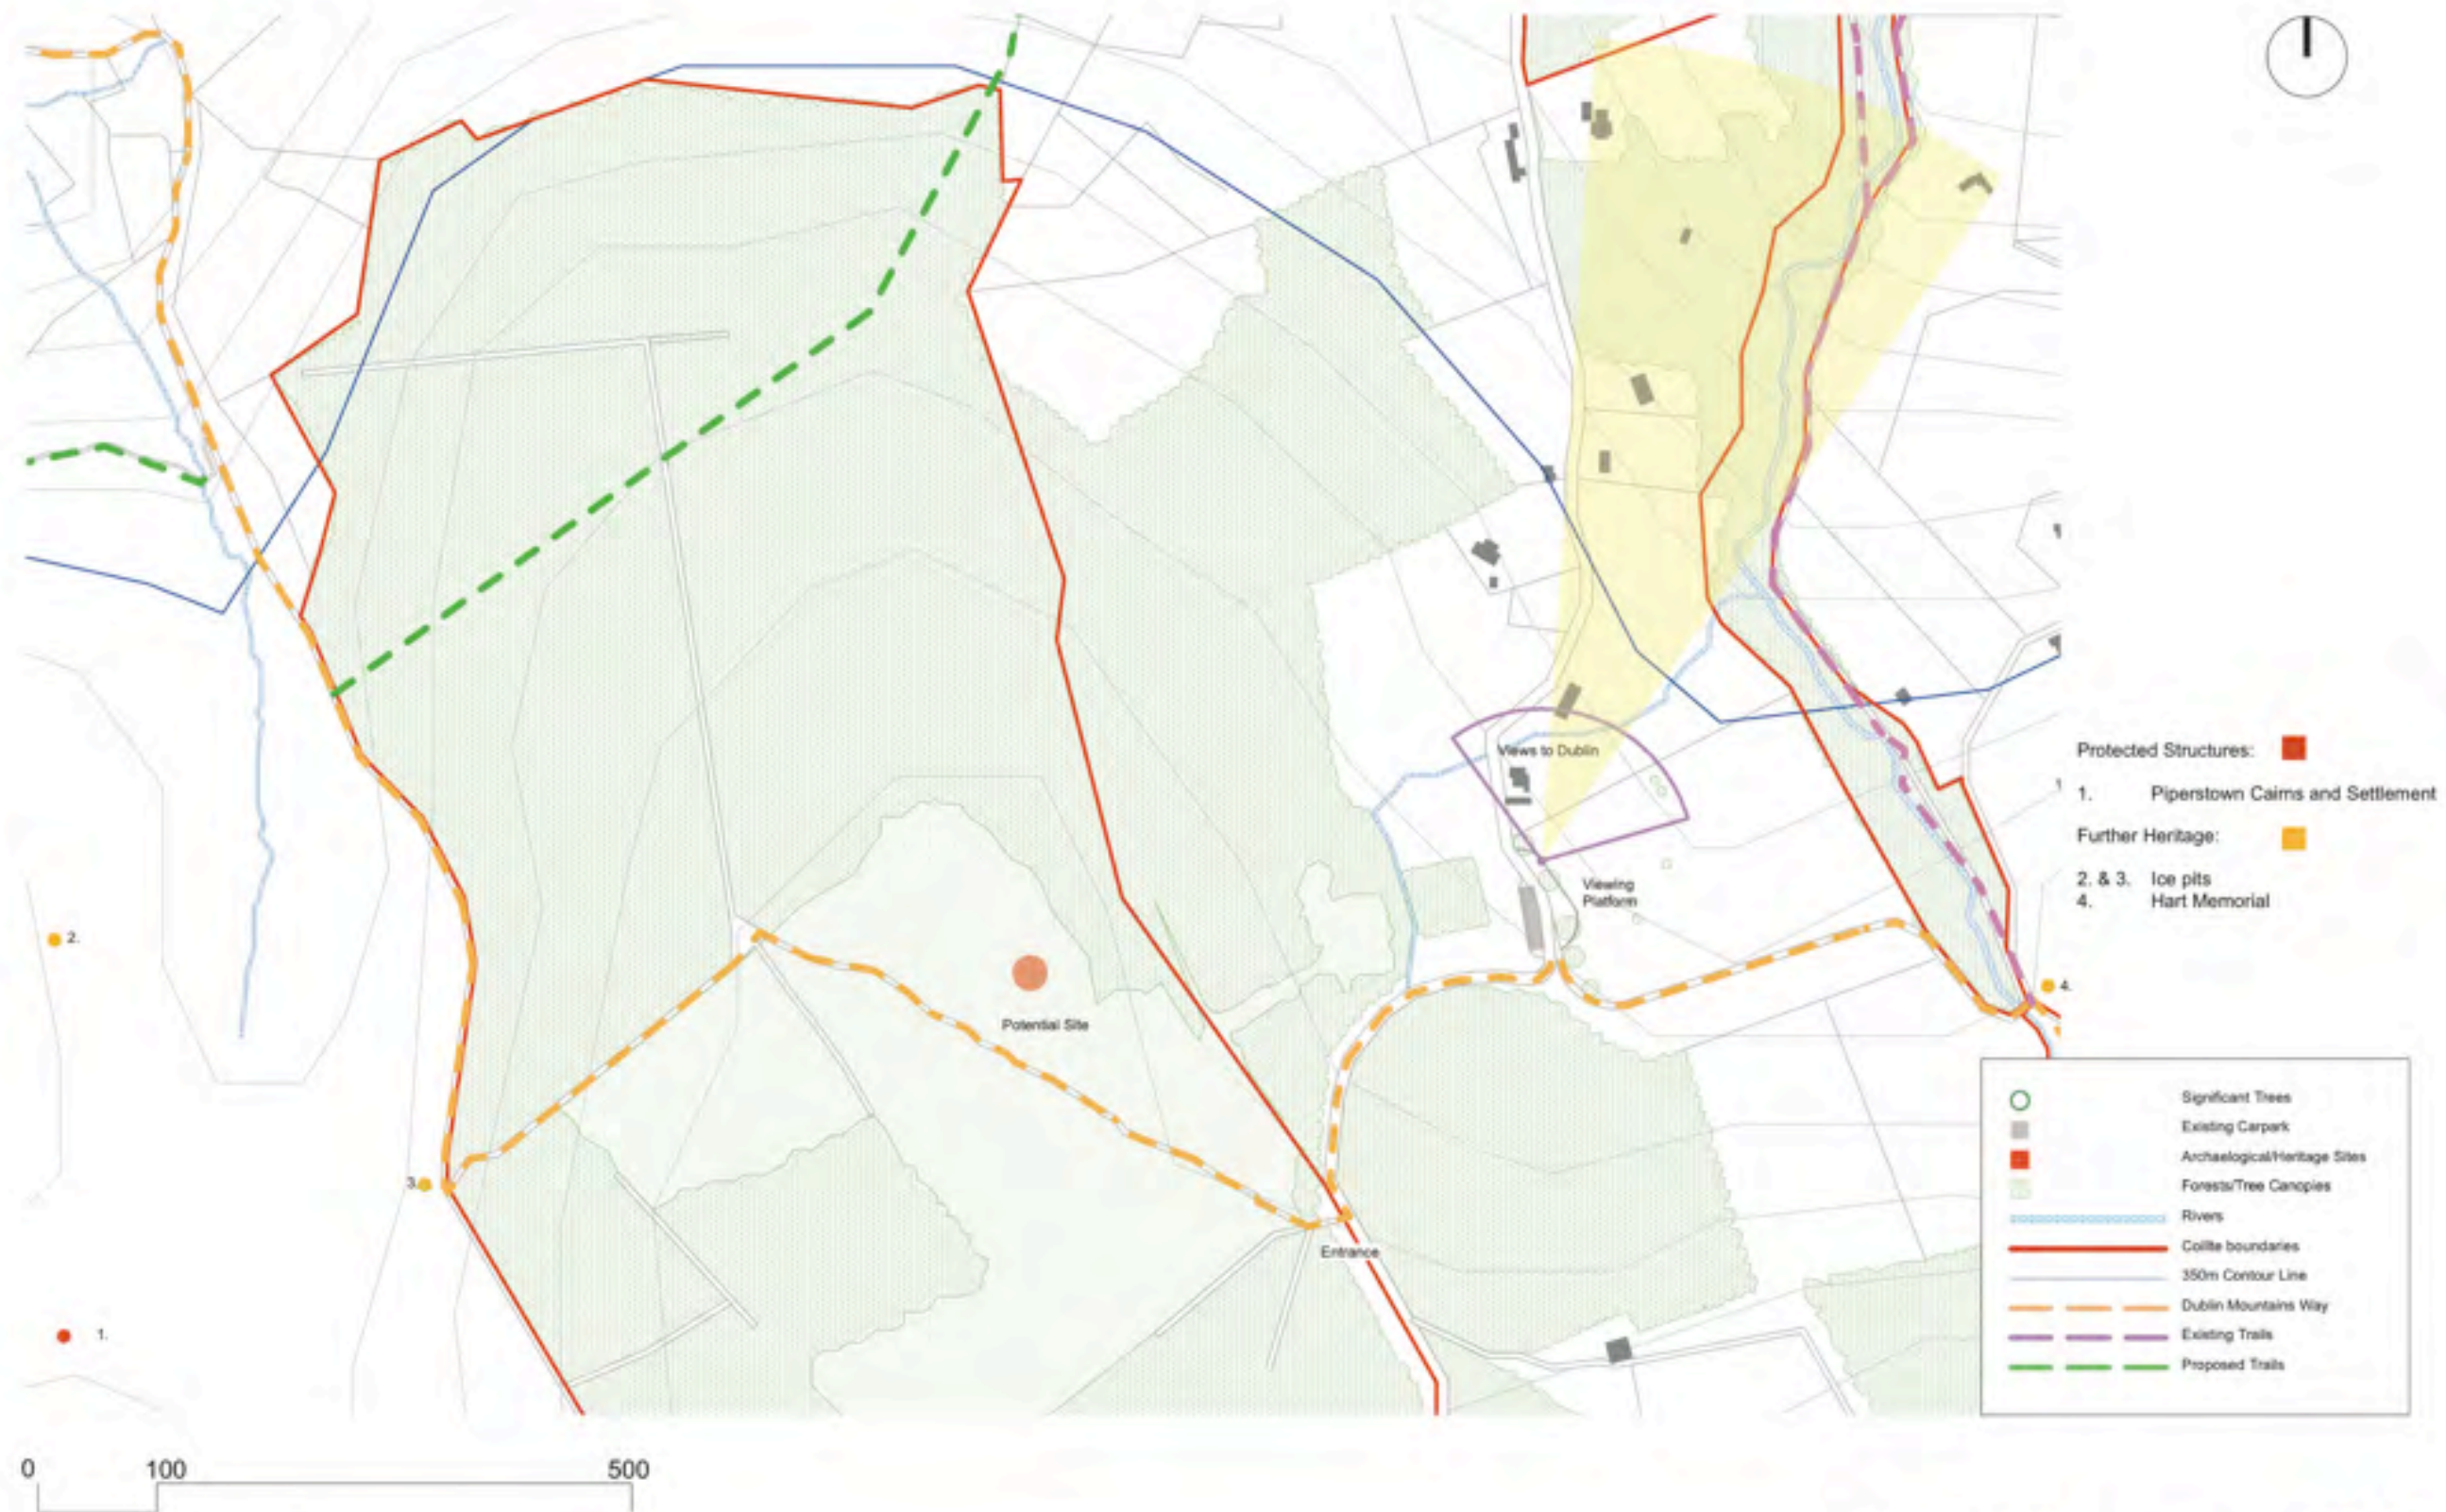 Views to Dublin
Viewing
Platform
2.
4.
Potential Site
3.
Entrance
1.
Protected Structures:
1. Piperstown Cairns and Settlement
Further Heritage:
2. & 3. Ice pits
4. Hart Memorial
Significant Trees
Existing Carpark
Archaelogical/Heritage Sites
Forests/Tree Canopies
Rivers
Coillte boundaries
350m Contour Line
Dublin Mountains Way
Existing Trails
Proposed Trails
0 100 500